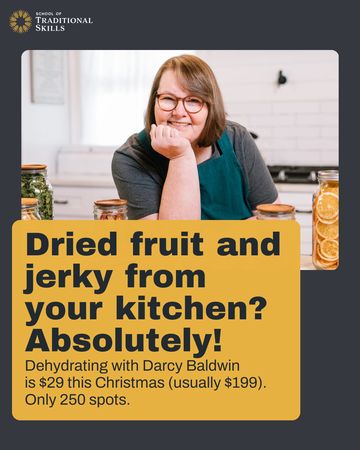 SCHOOL OF
TRADITIONAL
SKILLS
Dried fruit and
jerky from
your kitchen?
Absolutely!
Dehydrating with Darcy Baldwin
is $29 this Christmas (usually $199).
Only 250 spots.